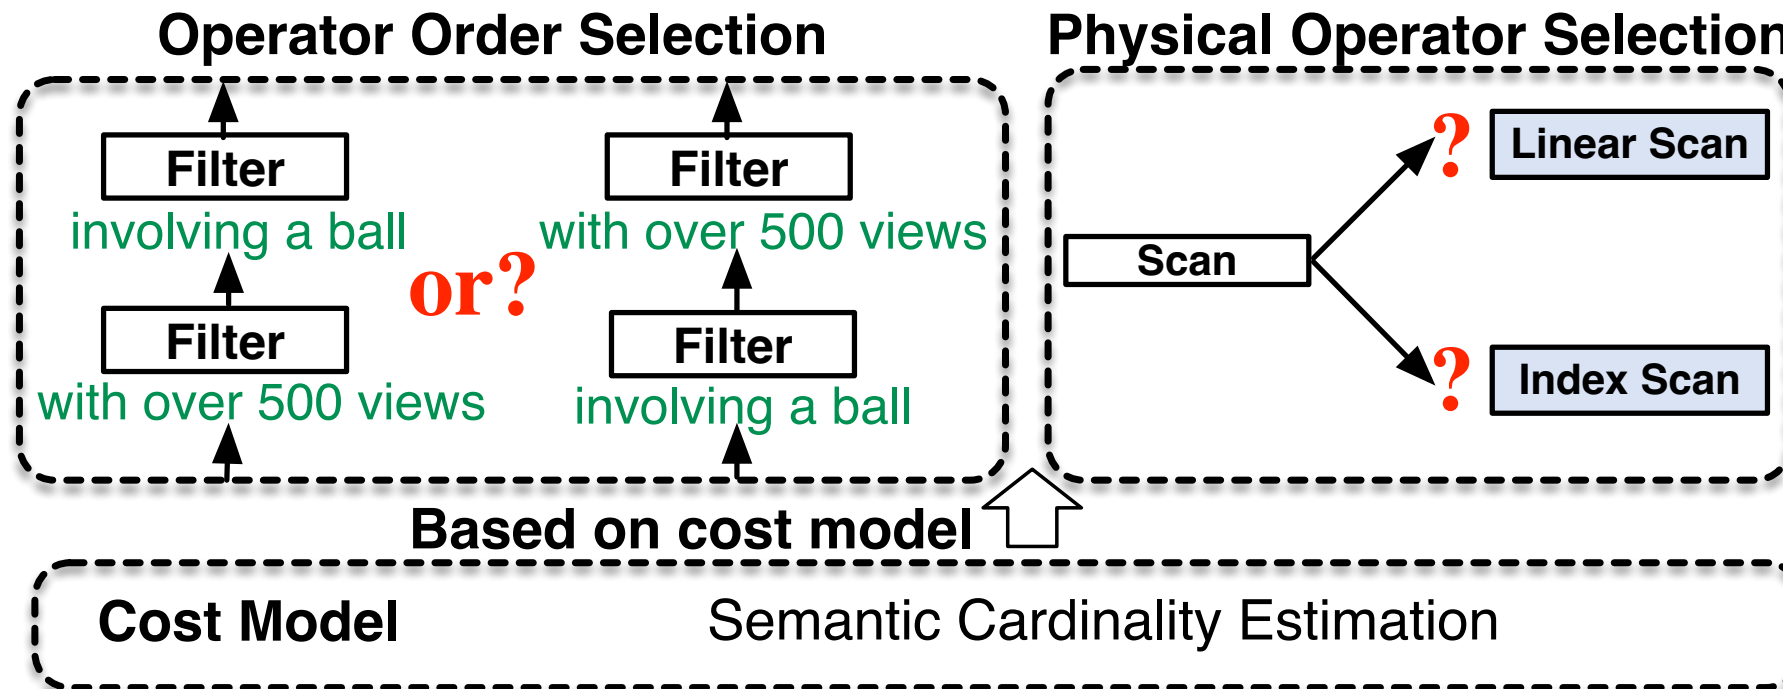 Operator Order Selection
Filter
involving a ball
Filter
with over 500 views
or?
Filter
with over 500 views
Filter
involving a ball
Physical Operator Selection
Scan
?
Linear Scan
?
Index Scan
Based on cost model
Cost Model
Semantic Cardinality Estimation